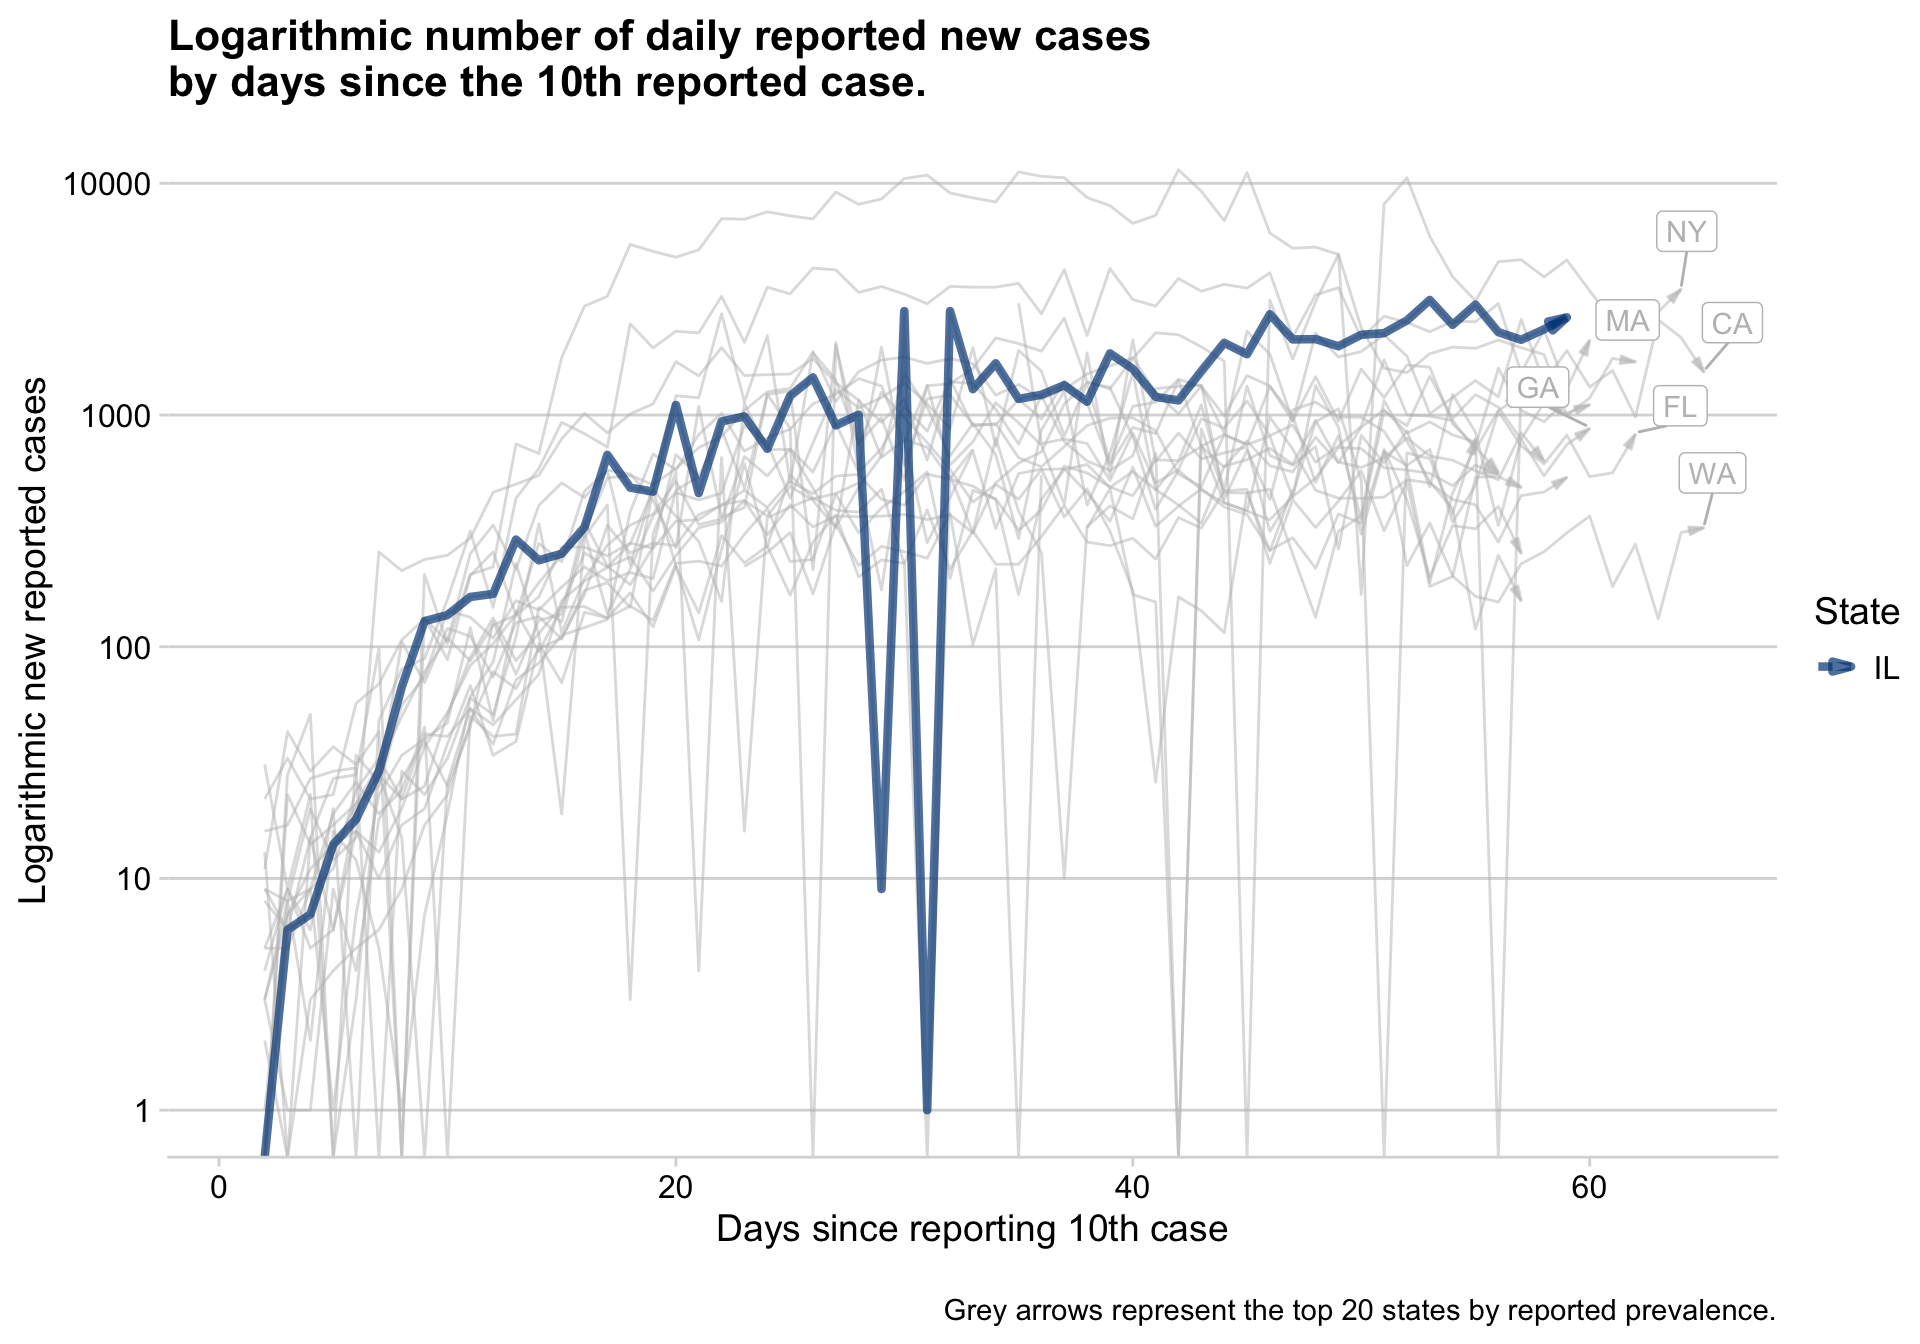 Logarithmic number of daily reported new cases
by days since the 10th reported case.
Logarithmic new reported cases
10000
1000
100
10
1
NY
MA
CA
GA
FL
WA
State
IL
0
20
40
60
Days since reporting 10th case
Grey arrows represent the top 20 states by reported prevalence.